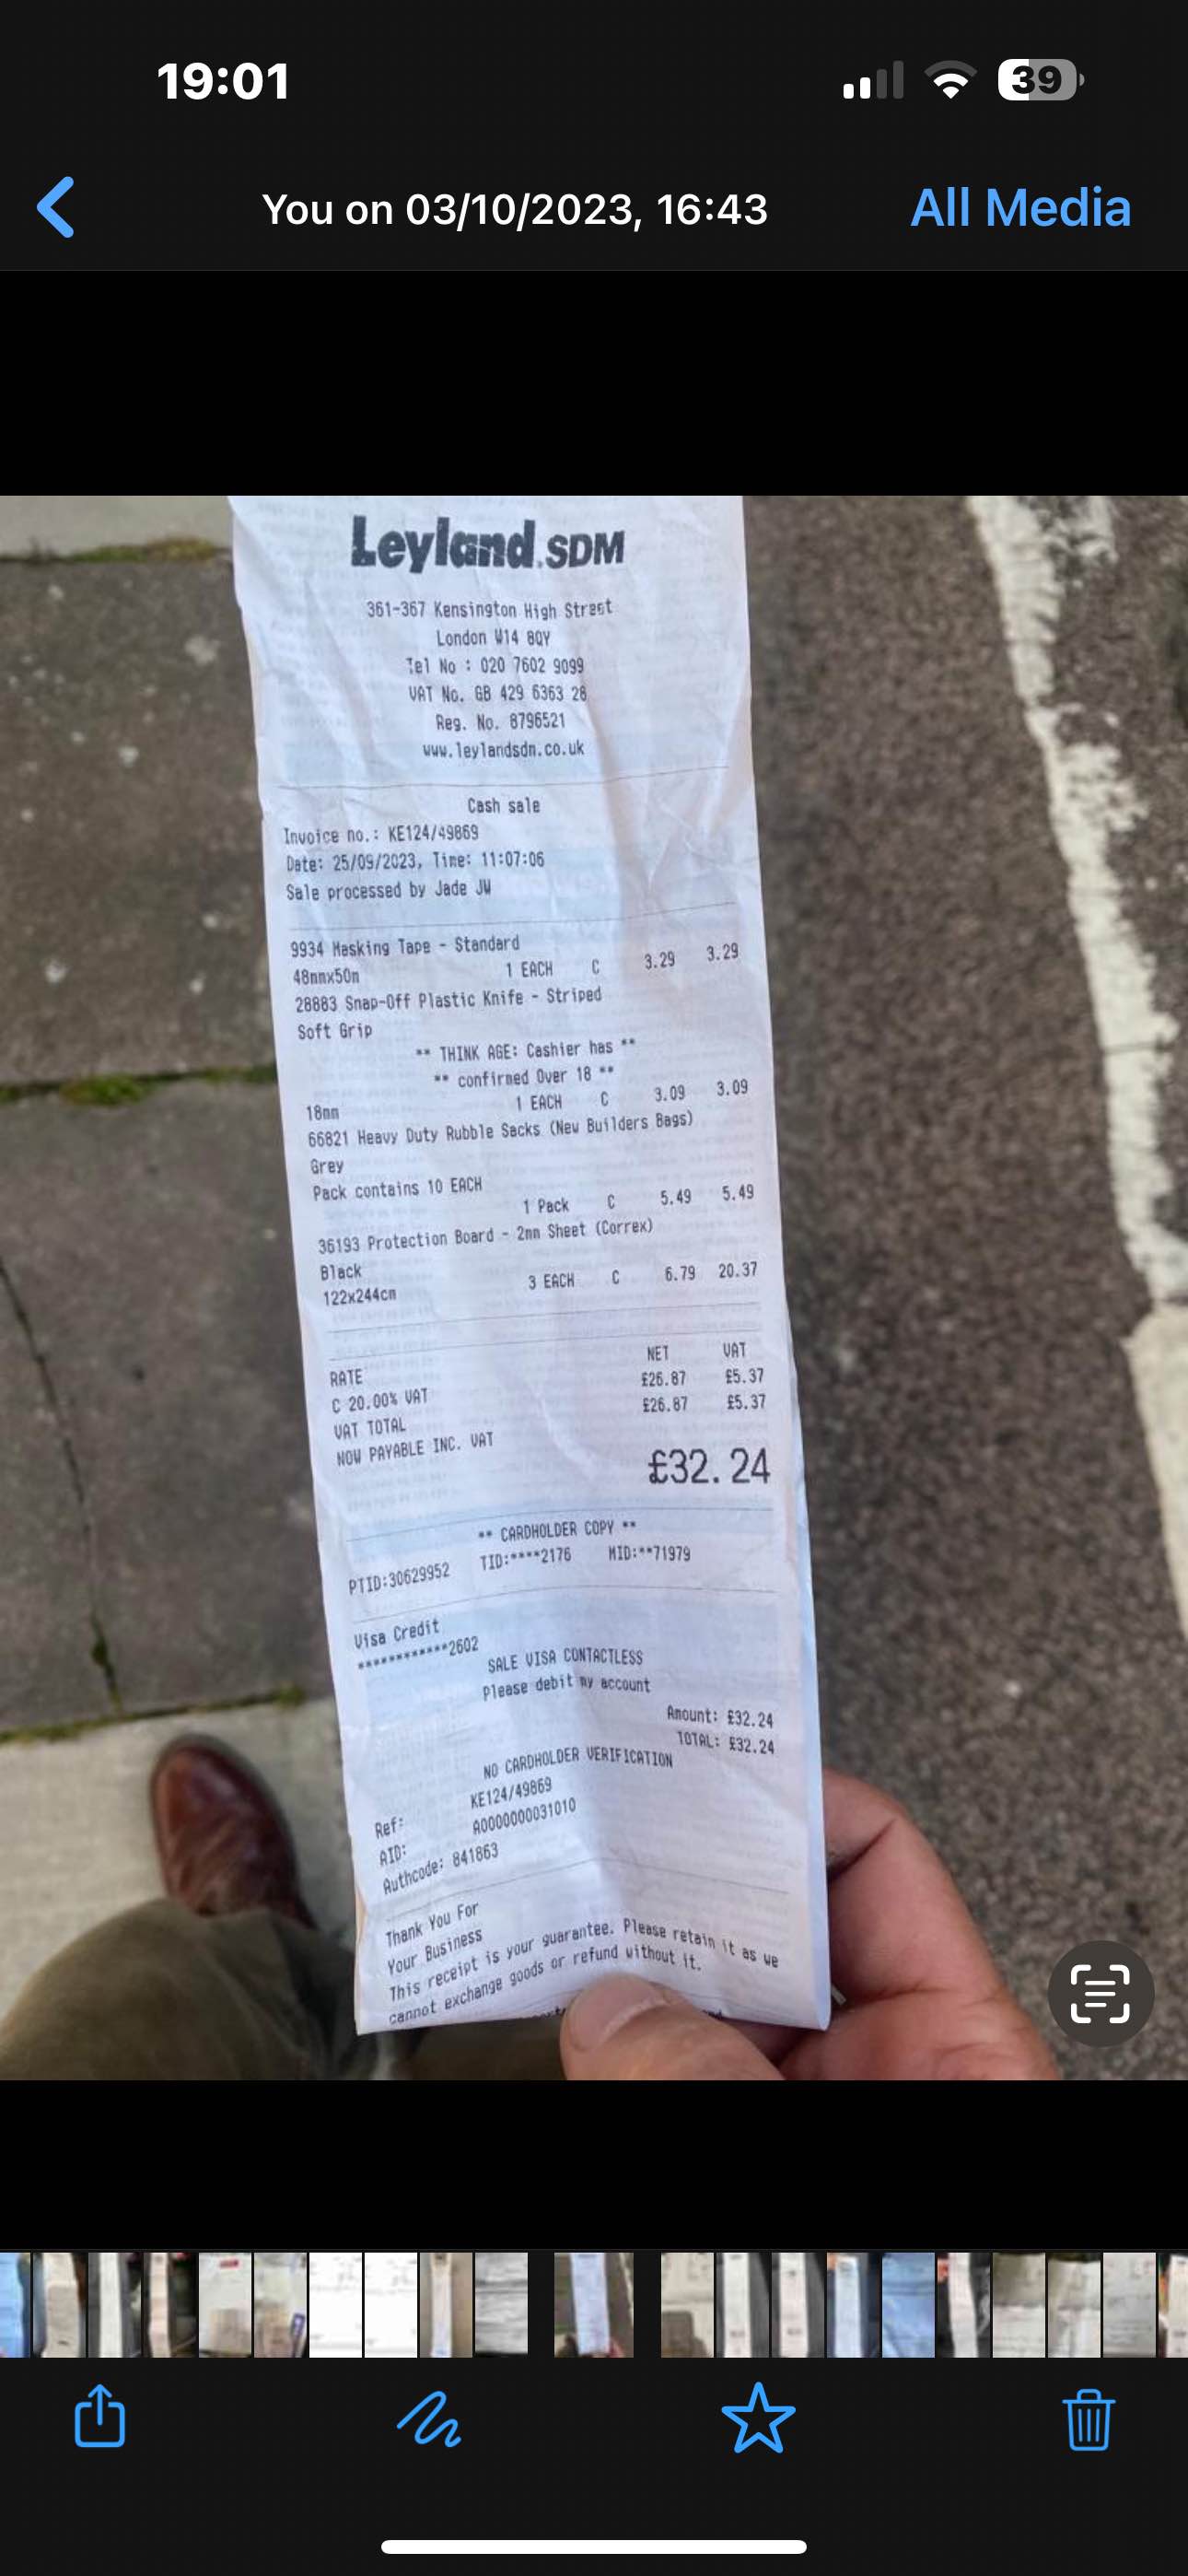 19:01
39
You on 03/10/2023, 16:43
All Media
Leyland.SDM
361-367 Kensington High Street
London W14 8QY
Tel No : 020 7602 9099
VAT No. GB 429 6363 28
Reg. No. 8796521
www.leylandsdm.co.uk
Cash sale
Invoice no.: KE124/49869
Date: 25/09/2023, Time: 11:07:06
Sale processed by Jade JW
9934 Masking Tape - Standard
48mmx50m 1 EACH C 3.29 3.29
28883 Snap-Off Plastic Knife - Striped
Soft Grip
** THINK AGE: Cashier has **
** confirmed Over 18 **
18mm 1 EACH C 3.09 3.09
66821 Heavy Duty Rubble Sacks (New Builders Bags)
Grey
Pack contains 10 EACH
1 Pack C 5.49 5.49
36193 Protection Board - 2mm Sheet (Correx)
Black
122x244cm 3 EACH C 6.79 20.37
RATE NET VAT
C 20.00% VAT £26.87 £5.37
VAT TOTAL £26.87 £5.37
NOW PAYABLE INC. VAT
£32.24
** CARDHOLDER COPY **
PTID:30629952 TID:****2176 MID:**71979
Visa Credit
************2602
SALE VISA CONTACTLESS
Please debit my account
Amount: £32.24
TOTAL: £32.24
NO CARDHOLDER VERIFICATION
Ref: KE124/49869
AID: A0000000031010
Authcode: 841863
Thank You For
Your Business
This receipt is your guarantee. Please retain it as we
cannot exchange goods or refund without it.